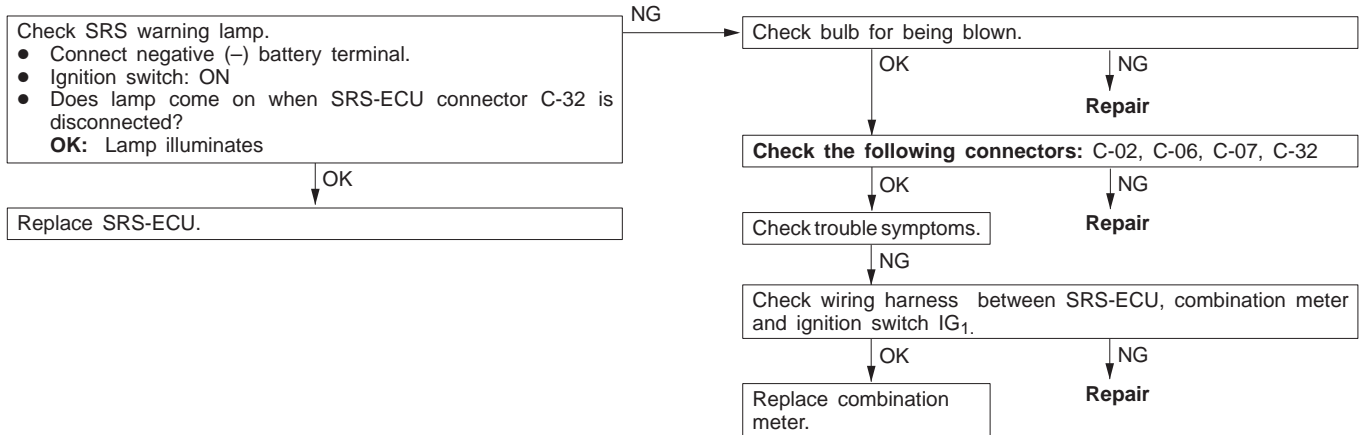 Check SRS warning lamp.
● Connect negative (–) battery terminal.
● Ignition switch: ON
● Does lamp come on when SRS-ECU connector C-32 is
disconnected?
OK: Lamp illuminates
OK
Replace SRS-ECU.
NG
Check bulb for being blown.
OK
NG
Repair
Check the following connectors: C-02, C-06, C-07, C-32
OK
NG
Repair
Check trouble symptoms.
NG
Check wiring harness between SRS-ECU, combination meter
and ignition switch IG1.
OK
NG
Repair
Replace combination
meter.